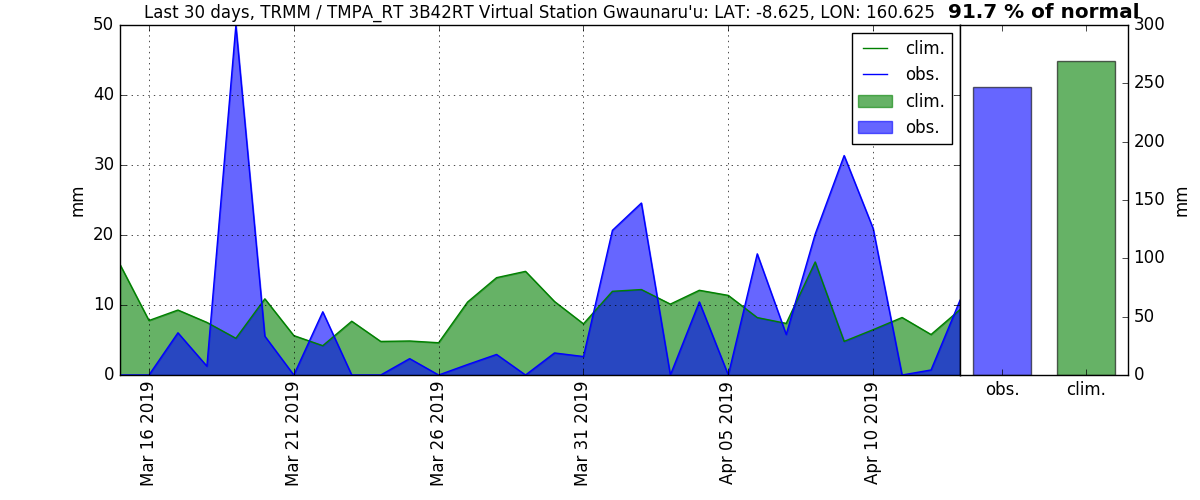 Last 30 days, TRMM / TMPA_RT 3B42RT Virtual Station Gwaunaru'u: LAT: -8.625, LON: 160.625 91.7 % of normal
50
40
30
20
10
0
mm
clim.
obs.
clim.
obs.
Mar 16 2019
Mar 21 2019
Mar 26 2019
Mar 31 2019
Apr 05 2019
Apr 10 2019
300
250
200
150
100
50
0
mm
obs. clim.